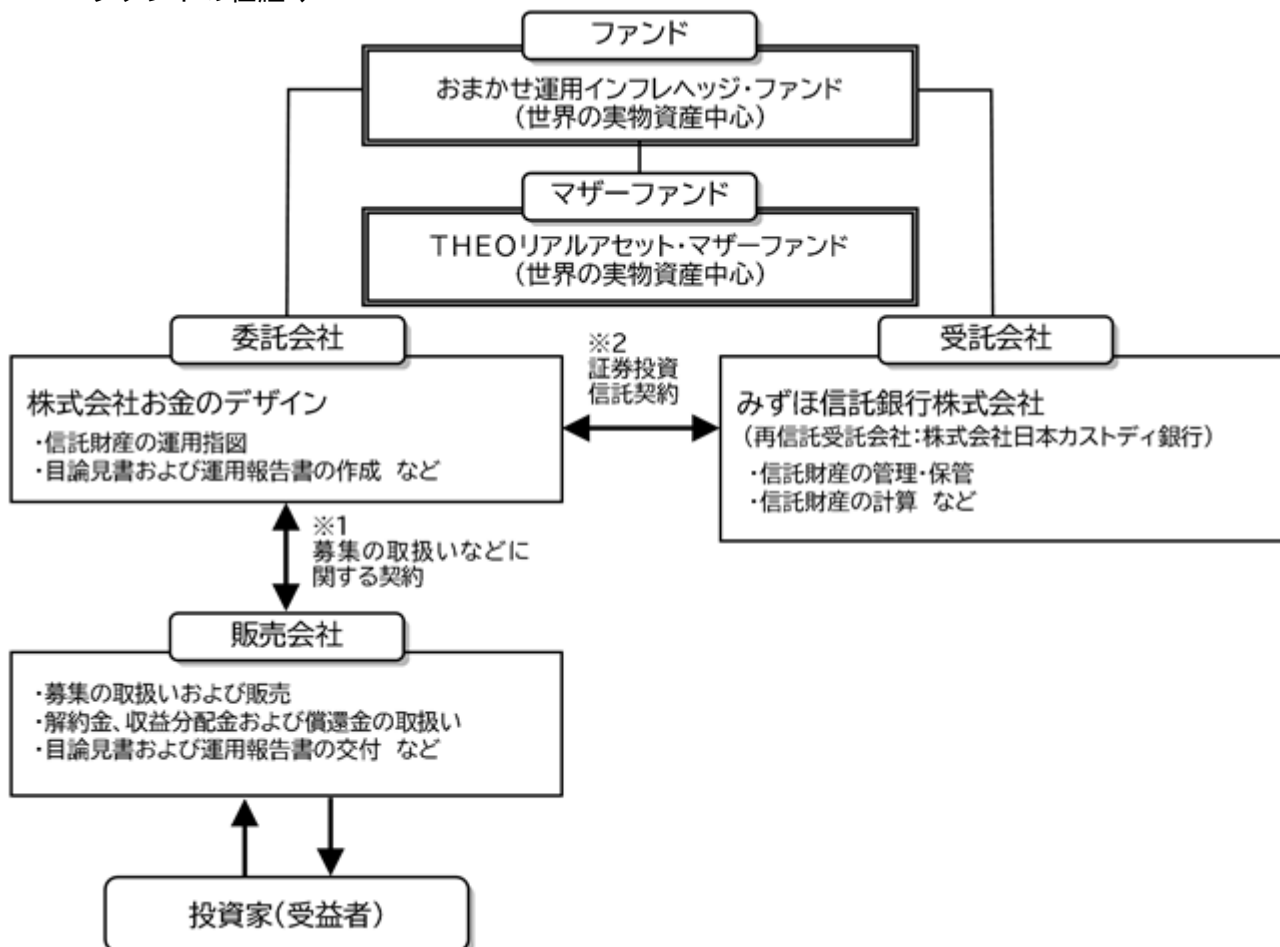 ファンド
おまかせ運用インフレヘッジ・ファンド
（世界の実物資産中心）
マザーファンド
THEOリアルアセット・マザーファンド
（世界の実物資産中心）
委託会社
株式会社お金のデザイン
・信託財産の運用指図
・目論見書および運用報告書の作成 など
※2
証券投資
信託契約
受託会社
みずほ信託銀行株式会社
（再信託受託会社：株式会社日本カストディ銀行）
・信託財産の管理・保管
・信託財産の計算 など
※1
募集の取扱いなどに
関する契約
販売会社
・募集の取扱いおよび販売
・解約金、収益分配金および償還金の取扱い
・目論見書および運用報告書の交付 など
投資家（受益者）